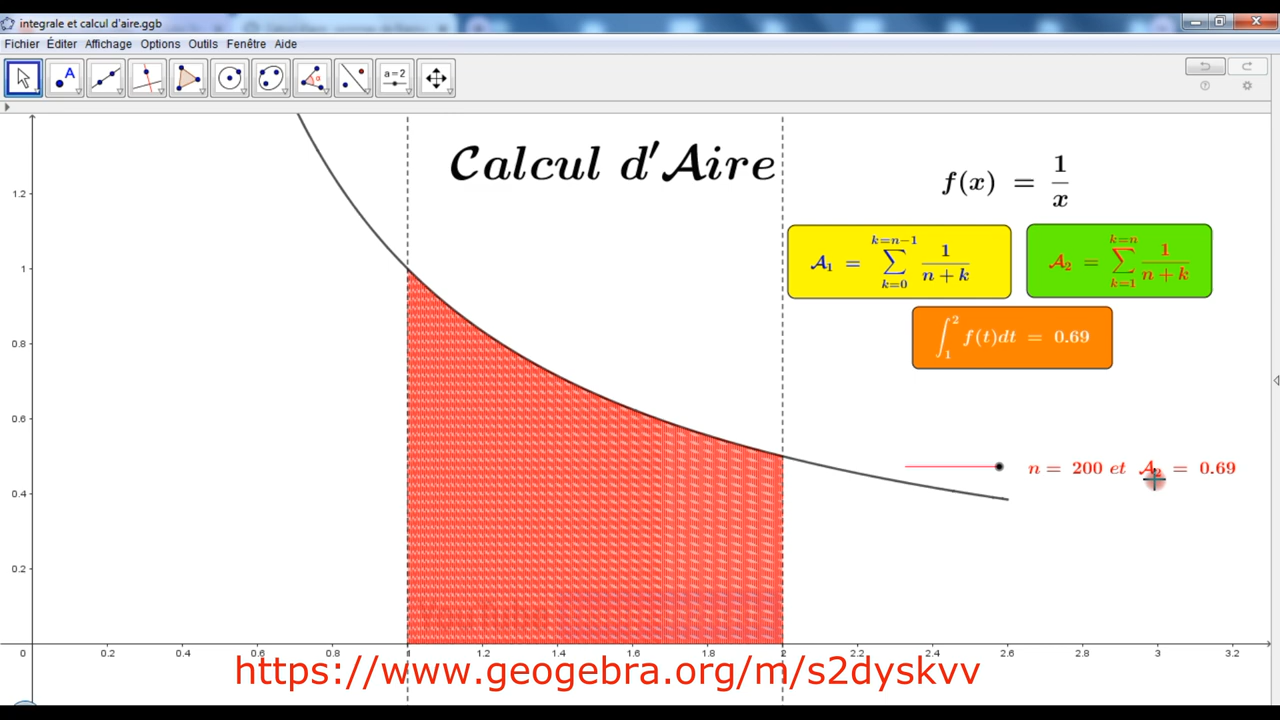 integrale et calcul d'aire.ggb
Fichier Éditer Affichage Options Outils Fenêtre Aide
A
α
a = 2
Calcul d'Aire
f(x) = 1/x
A₁ = ∑_{k=0}^{k=n−1} 1/(n + k)
A₂ = ∑_{k=1}^{k=n} 1/(n + k)
∫₁² f(t)dt = 0.69
n = 200 et A₂ = 0.69
1.2
1
0.8
0.6
0.4
0.2
0 0.2 0.4 0.6 0.8 1 1.2 1.4 1.6 1.8 2 2.2 2.4 2.6 2.8 3 3.2
https://www.geogebra.org/m/s2dyskvv